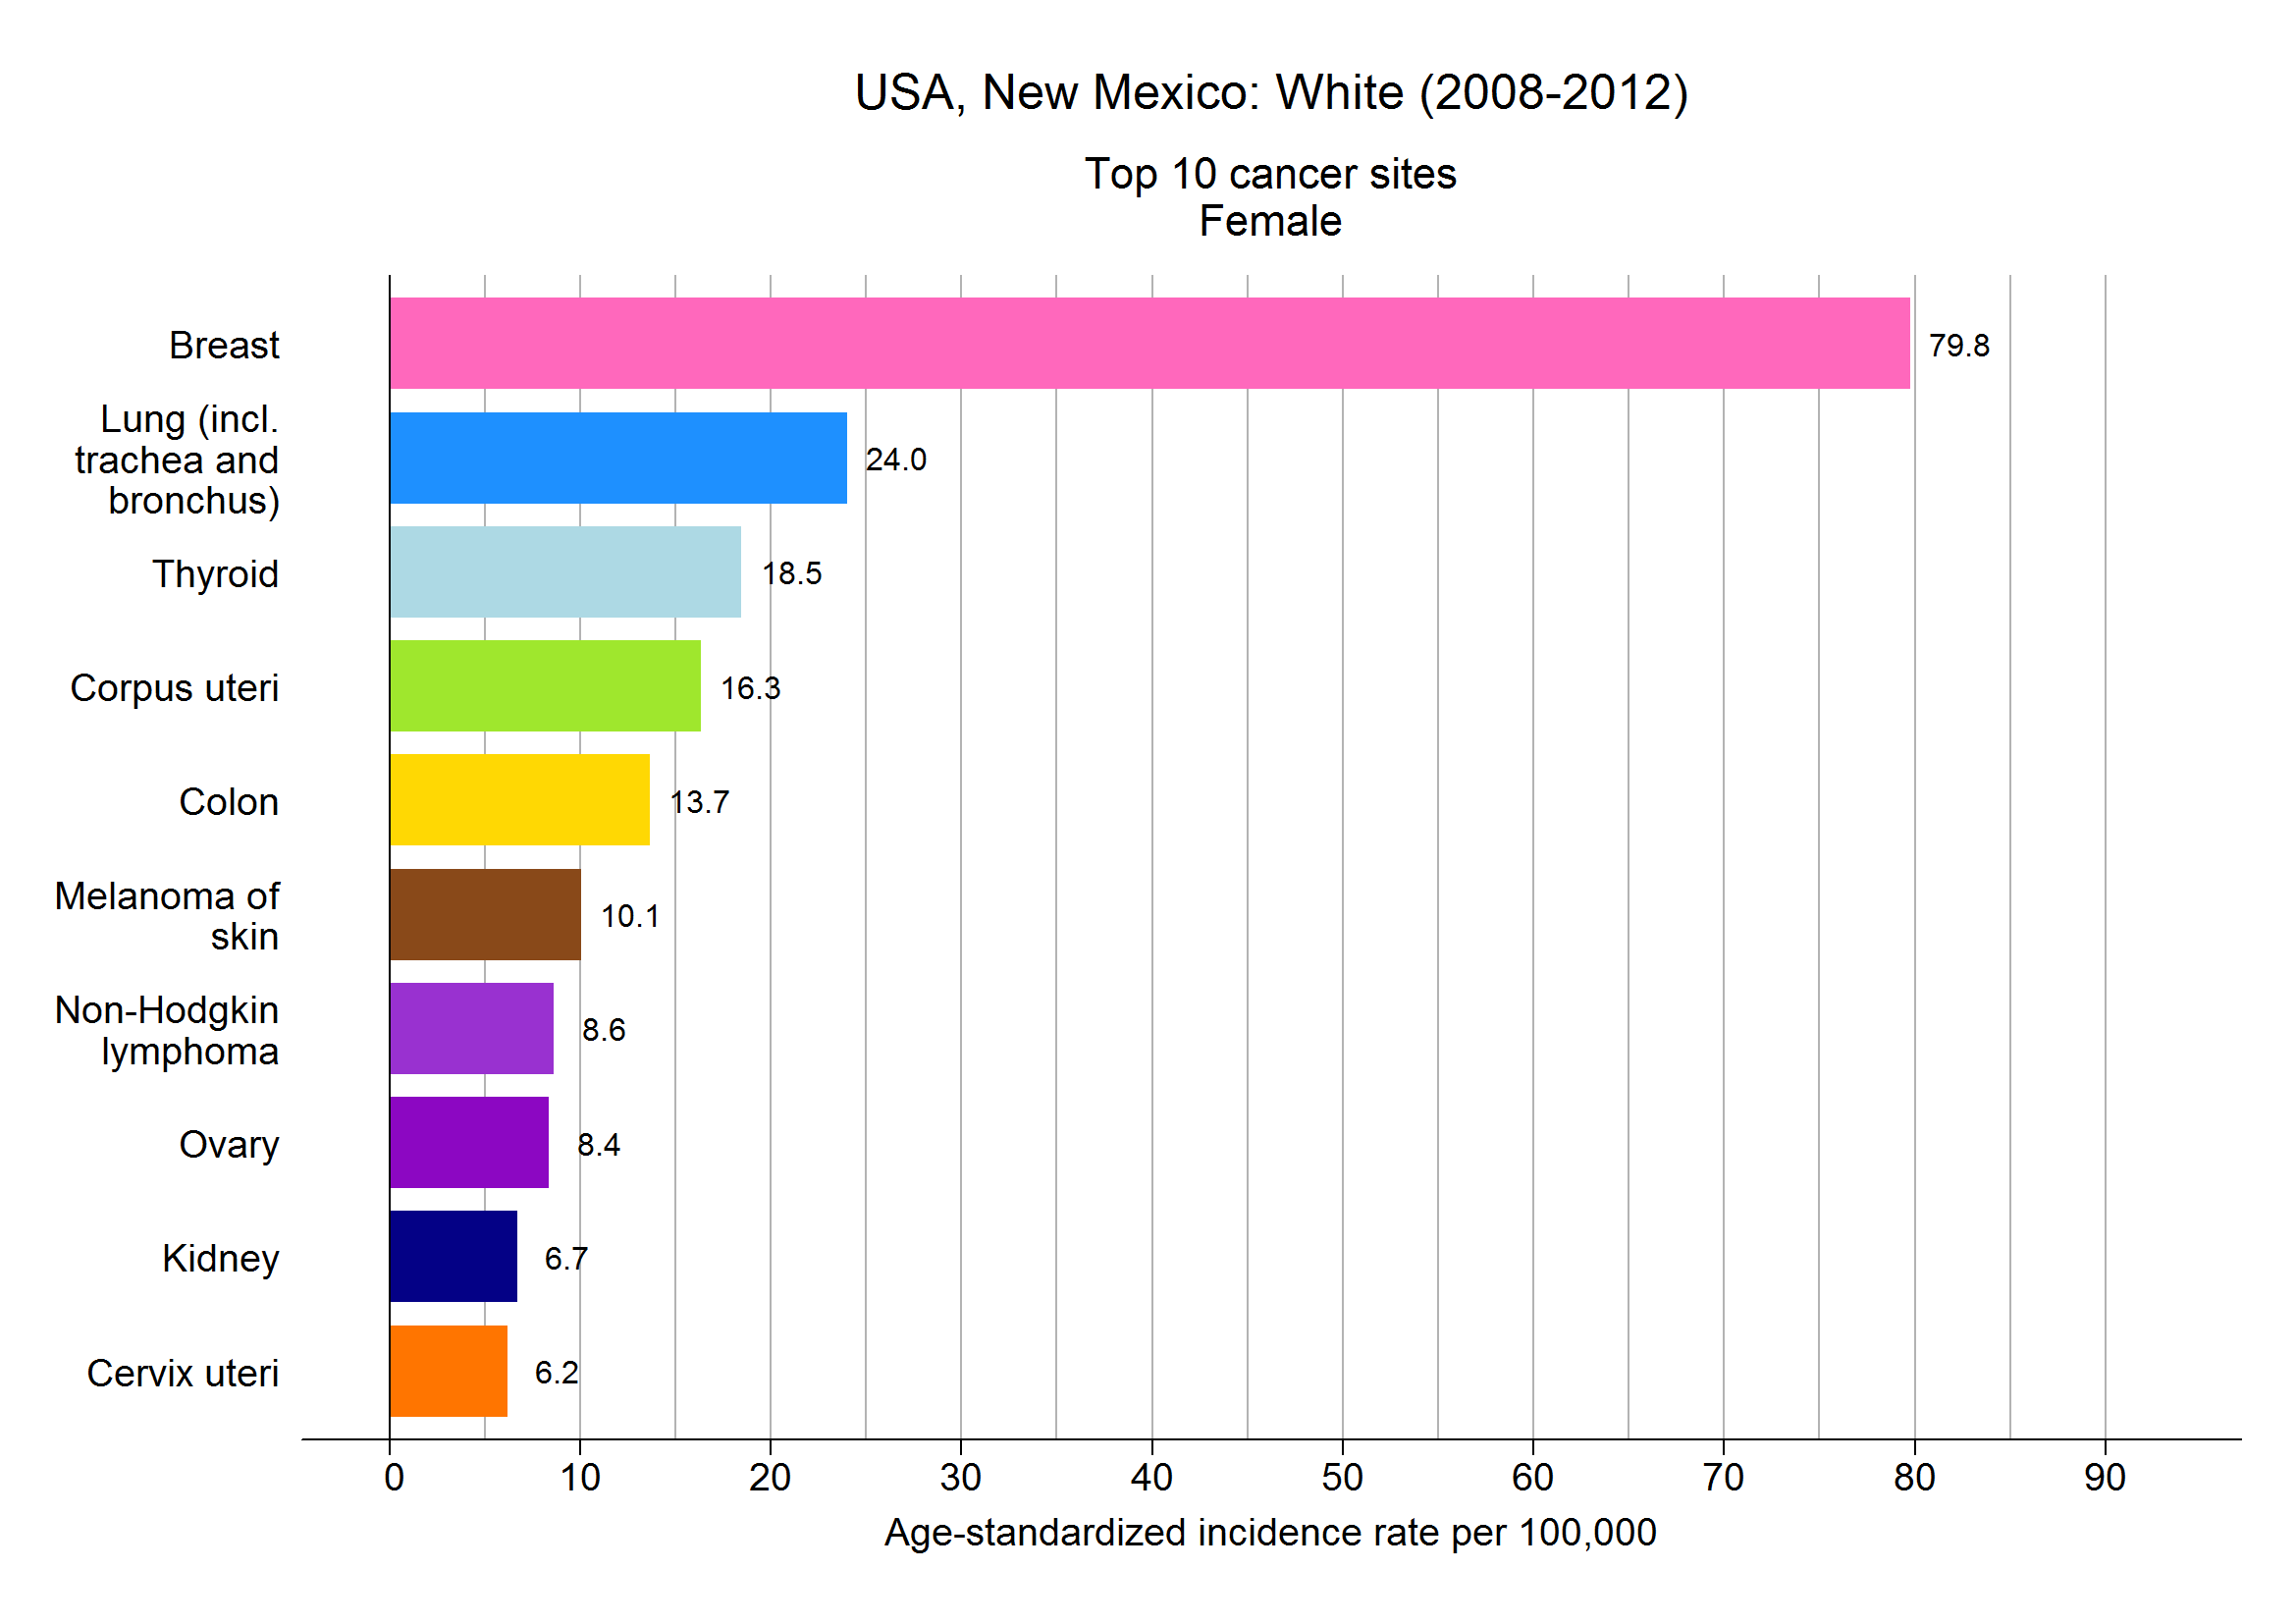 USA, New Mexico: White (2008-2012)
Top 10 cancer sites
Female
Breast
79.8
Lung (incl.
trachea and
bronchus)
24.0
Thyroid
18.5
Corpus uteri
16.3
Colon
13.7
Melanoma of
skin
10.1
Non-Hodgkin
lymphoma
8.6
Ovary
8.4
Kidney
6.7
Cervix uteri
6.2
0 10 20 30 40 50 60 70 80 90
Age-standardized incidence rate per 100,000